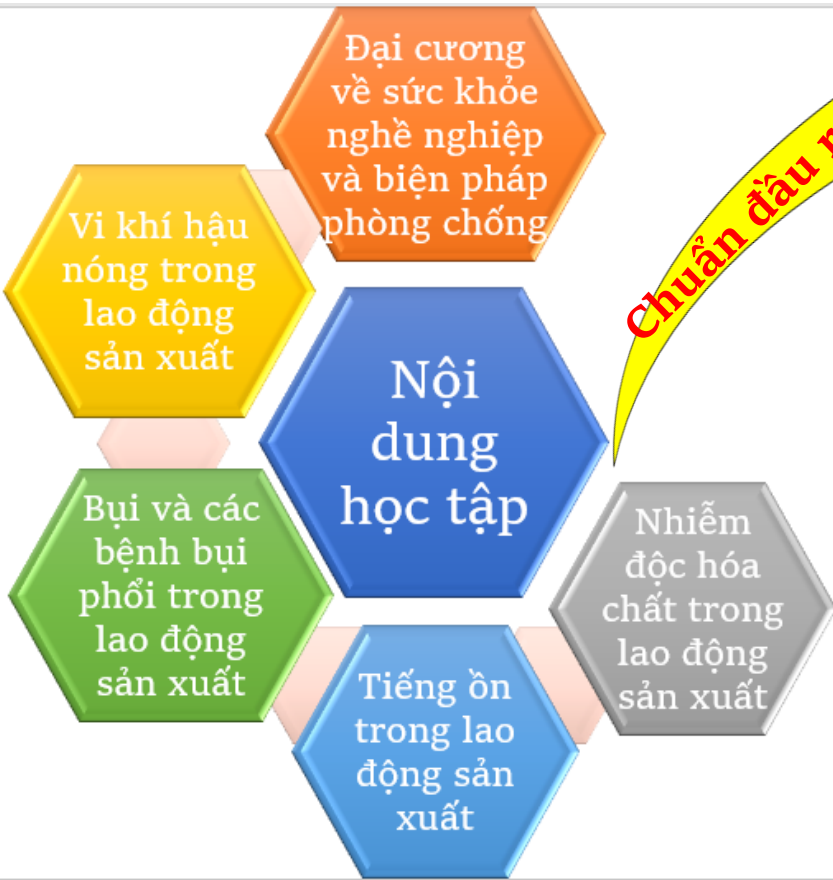 Đại cương
về sức khỏe
nghề nghiệp
và biện pháp
phòng chống
Vi khí hậu
nóng trong
lao động
sản xuất
Nội
dung
học tập
Chuẩn đầu
Bụi và các
bệnh bụi
phổi trong
lao động
sản xuất
Nhiễm
độc hóa
chất trong
lao động
sản xuất
Tiếng ồn
trong lao
động sản
xuất